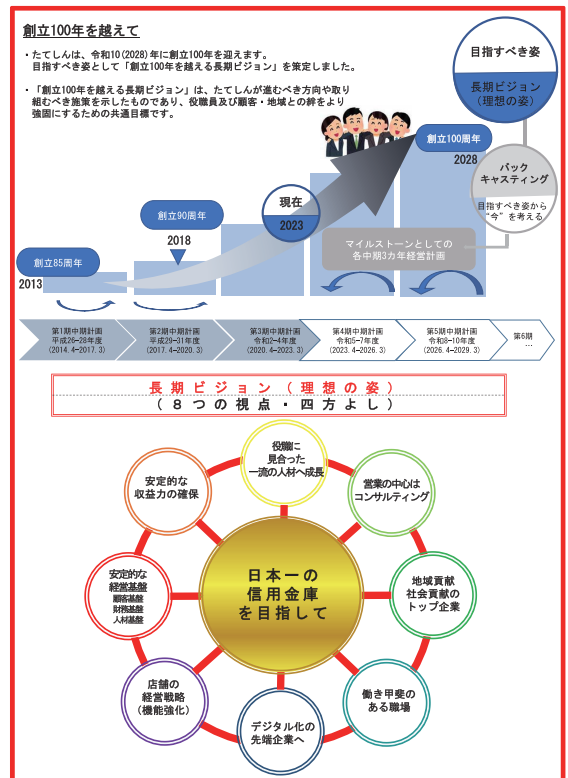 創立100年を越えて
・たてしんは、令和10(2028)年に創立100年を迎えます。
目指すべき姿として「創立100年を越える長期ビジョン」を策定しました。
・「創立100年を越える長期ビジョン」は、たてしんが進むべき方向や取り
組むべき施策を示したものであり、役職員及び顧客・地域との絆をより
強固にするための共通目標です。
目指すべき姿
長期ビジョン
(理想の姿)
バック
キャスティング
目指すべき姿から
“今”を考える
創立100周年
2028
現在
2023
創立90周年
2018
創立85周年
2013
マイルストーンとしての
各中期3カ年経営計画
第1期中期計画
平成26-28年度
(2014.4-2017.3)
第2期中期計画
平成29-31年度
(2017.4-2020.3)
第3期中期計画
令和2-4年度
(2020.4-2023.3)
第4期中期計画
令和5-7年度
(2023.4-2026.3)
第5期中期計画
令和8-10年度
(2026.4-2029.3)
第6期
…
長期ビジョン(理想の姿)
(8つの視点・四方よし)
役職に
見合った
一流の人材へ成長
営業の中心は
コンサルティング
地域貢献
社会貢献の
トップ企業
働き甲斐の
ある職場
デジタル化の
先端企業へ
店舗の
経営戦略
(機能強化)
安定的な
経営基盤
顧客基盤
財務基盤
人材基盤
安定的な
収益力の確保
日本一の
信用金庫
を目指して